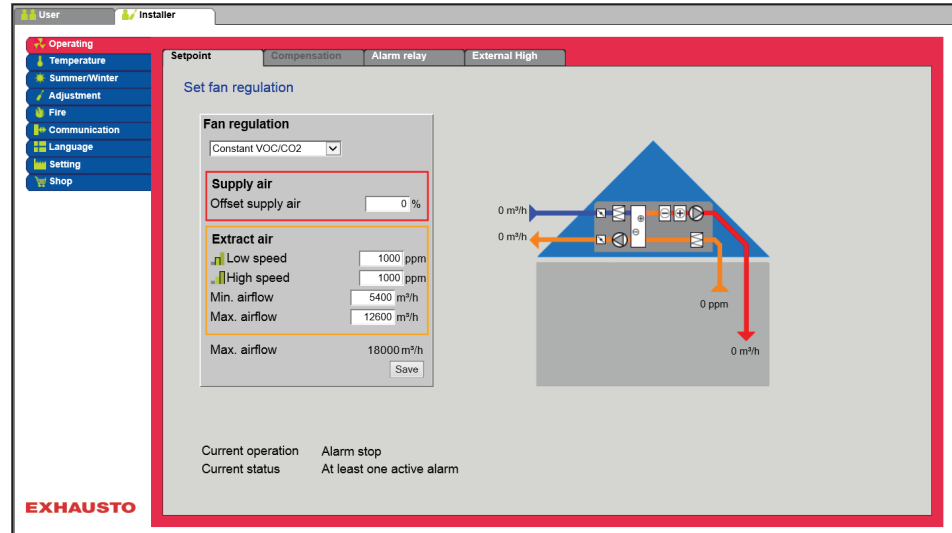 User
Installer
Operating
Temperature
Summer/Winter
Adjustment
Fire
Communication
Language
Setting
Shop
EXHAUSTO
Setpoint Compensation Alarm relay External High
Set fan regulation
Fan regulation
Constant VOC/CO2
Supply air
Offset supply air 0 %
Extract air
Low speed 1000 ppm
High speed 1000 ppm
Min. airflow 5400 m³/h
Max. airflow 12600 m³/h
Max. airflow 18000 m³/h
Save
0 m³/h
0 m³/h
0 ppm
0 m³/h
Current operation Alarm stop
Current status At least one active alarm